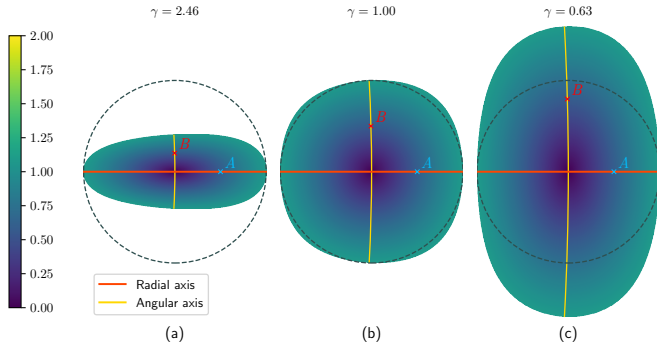 γ = 2.46
γ = 1.00
γ = 0.63
2.00
1.75
1.50
1.25
1.00
0.75
0.50
0.25
0.00
B
A
B
A
B
A
Radial axis
Angular axis
(a)
(b)
(c)